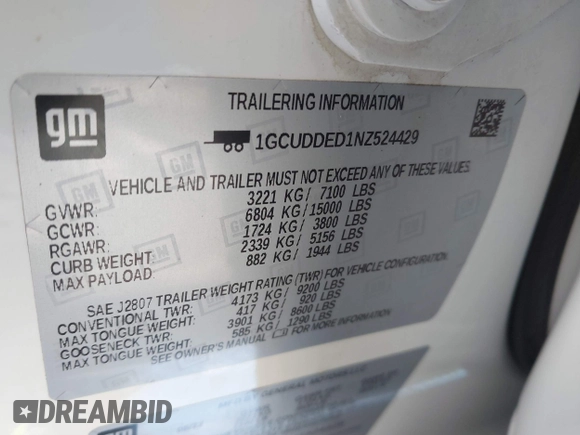 gm
TRAILERING INFORMATION
1GCUDDED1NZ524429
VEHICLE AND TRAILER MUST NOT EXCEED ANY OF THESE VALUES
GVWR: 3221 KG / 7100 LBS
GCWR: 6804 KG / 15000 LBS
RGAWR: 1724 KG / 3800 LBS
CURB WEIGHT: 2339 KG / 5156 LBS
MAX PAYLOAD: 882 KG / 1944 LBS
SAE J2807 TRAILER WEIGHT RATING (TWR) FOR VEHICLE CONFIGURATION.
CONVENTIONAL TWR: 4173 KG / 9200 LBS
MAX TONGUE WEIGHT: 417 KG / 920 LBS
GOOSENECK TWR: 3901 KG / 8600 LBS
MAX TONGUE WEIGHT: 585 KG / 1290 LBS
SEE OWNER'S MANUAL FOR MORE INFORMATION
DREAMBID